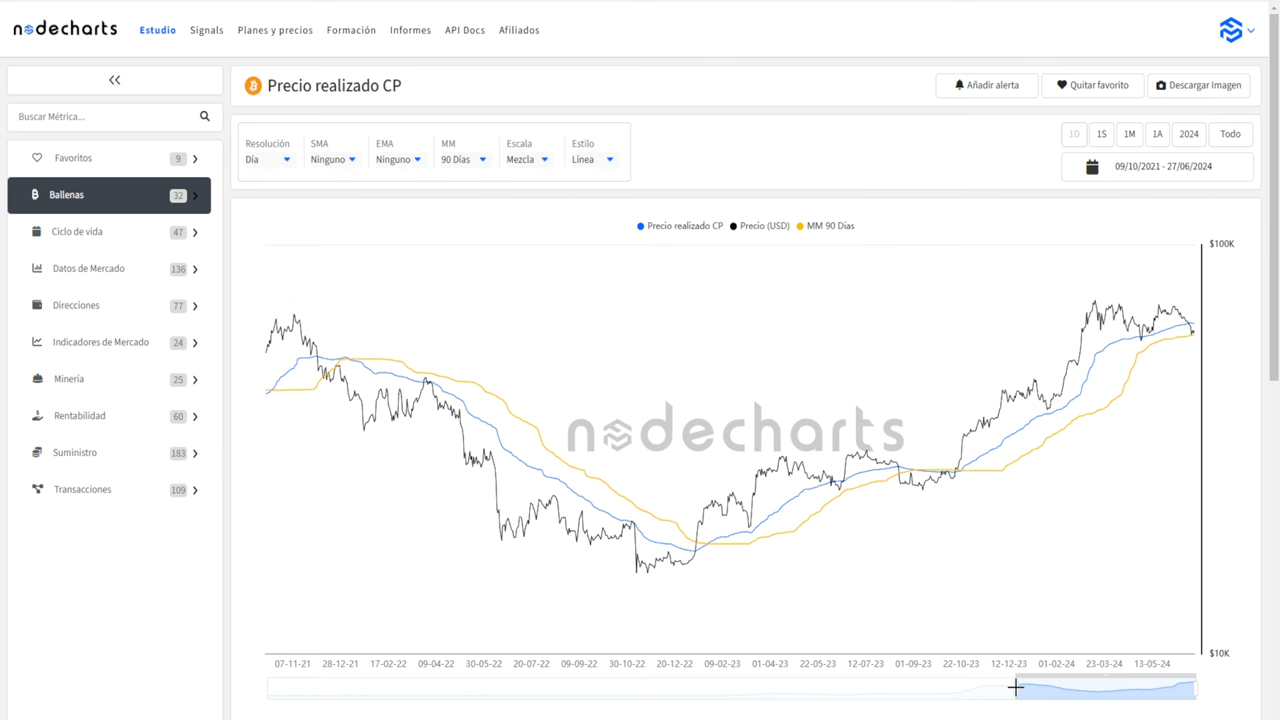 nodecharts Estudio Signals Planes y precios Formación Informes API Docs Afiliados
Buscar Métrica...
Favoritos 9
Ballenas 32
Ciclo de vida 47
Datos de Mercado 136
Direcciones 77
Indicadores de Mercado 24
Minería 25
Rentabilidad 60
Suministro 183
Transacciones 109
Precio realizado CP
Añadir alerta Quitar favorito Descargar Imagen
Resolución SMA EMA MM Escala Estilo
Día Ninguno Ninguno 90 Días Mezcla Línea
1D 1S 1M 1A 2024 Todo
09/10/2021 - 27/06/2024
Precio realizado CP Precio (USD) MM 90 Días
$100K
nodecharts
$10K
07-11-21 28-12-21 17-02-22 09-04-22 30-05-22 20-07-22 09-09-22 30-10-22 20-12-22 09-02-23 01-04-23 22-05-23 12-07-23 01-09-23 22-10-23 12-12-23 01-02-24 23-03-24 13-05-24